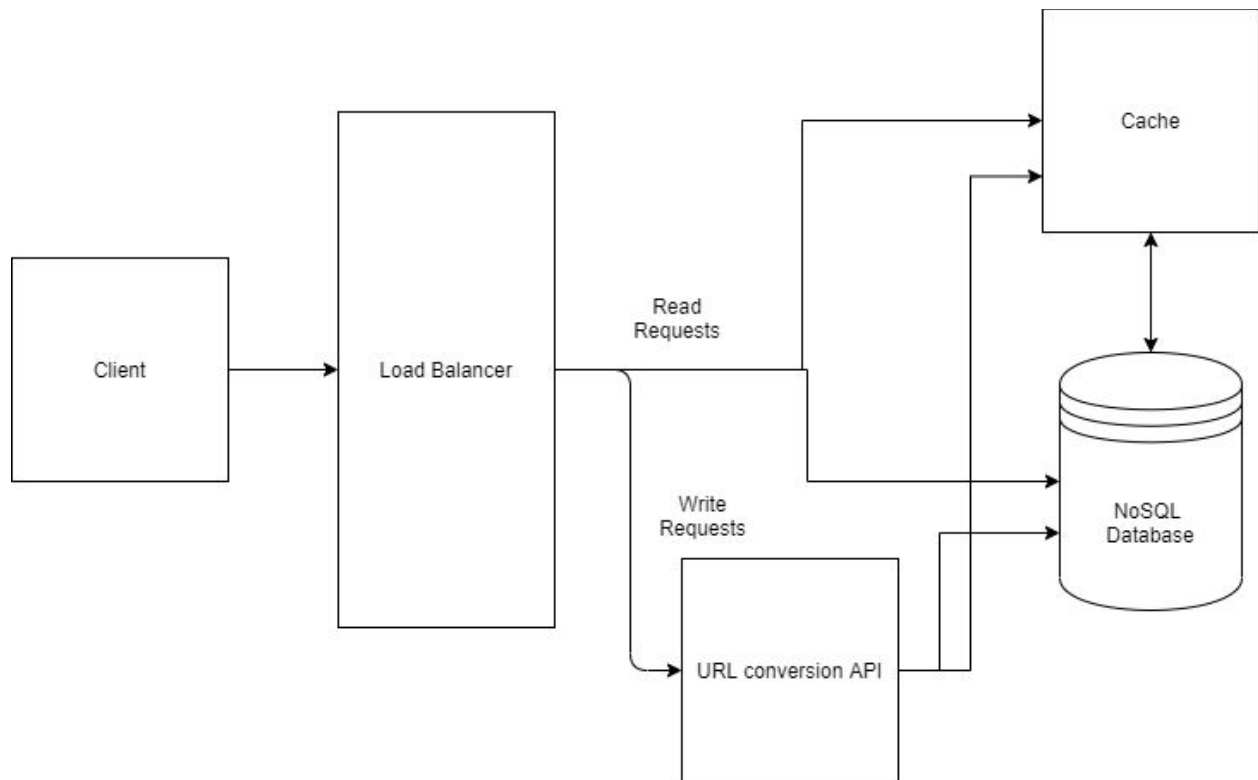 Cache
Client
Load Balancer
Read
Requests
Write
Requests
NoSQL
Database
URL conversion API